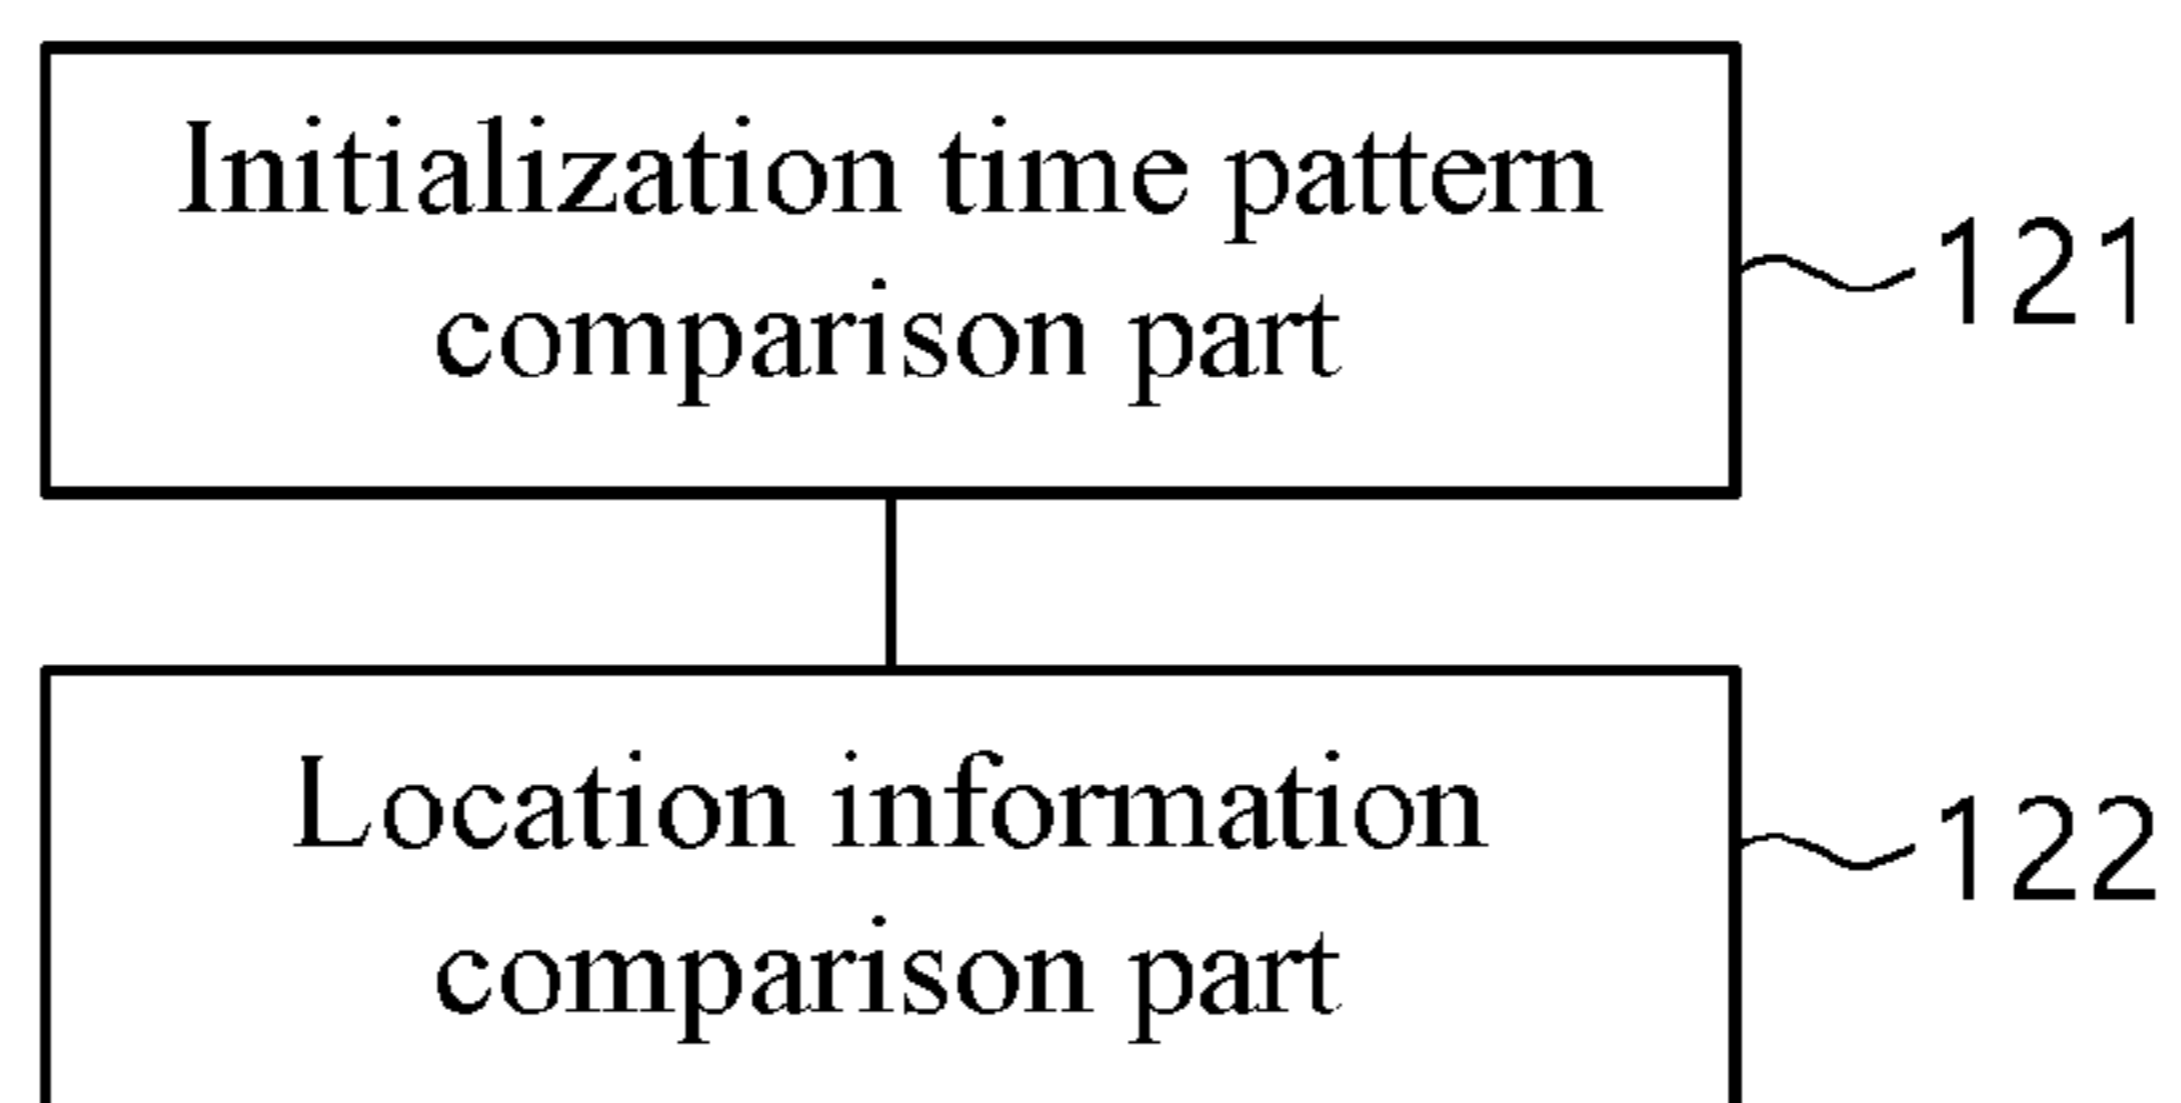 Initialization time pattern
comparison part
121
Location information
comparison part
122